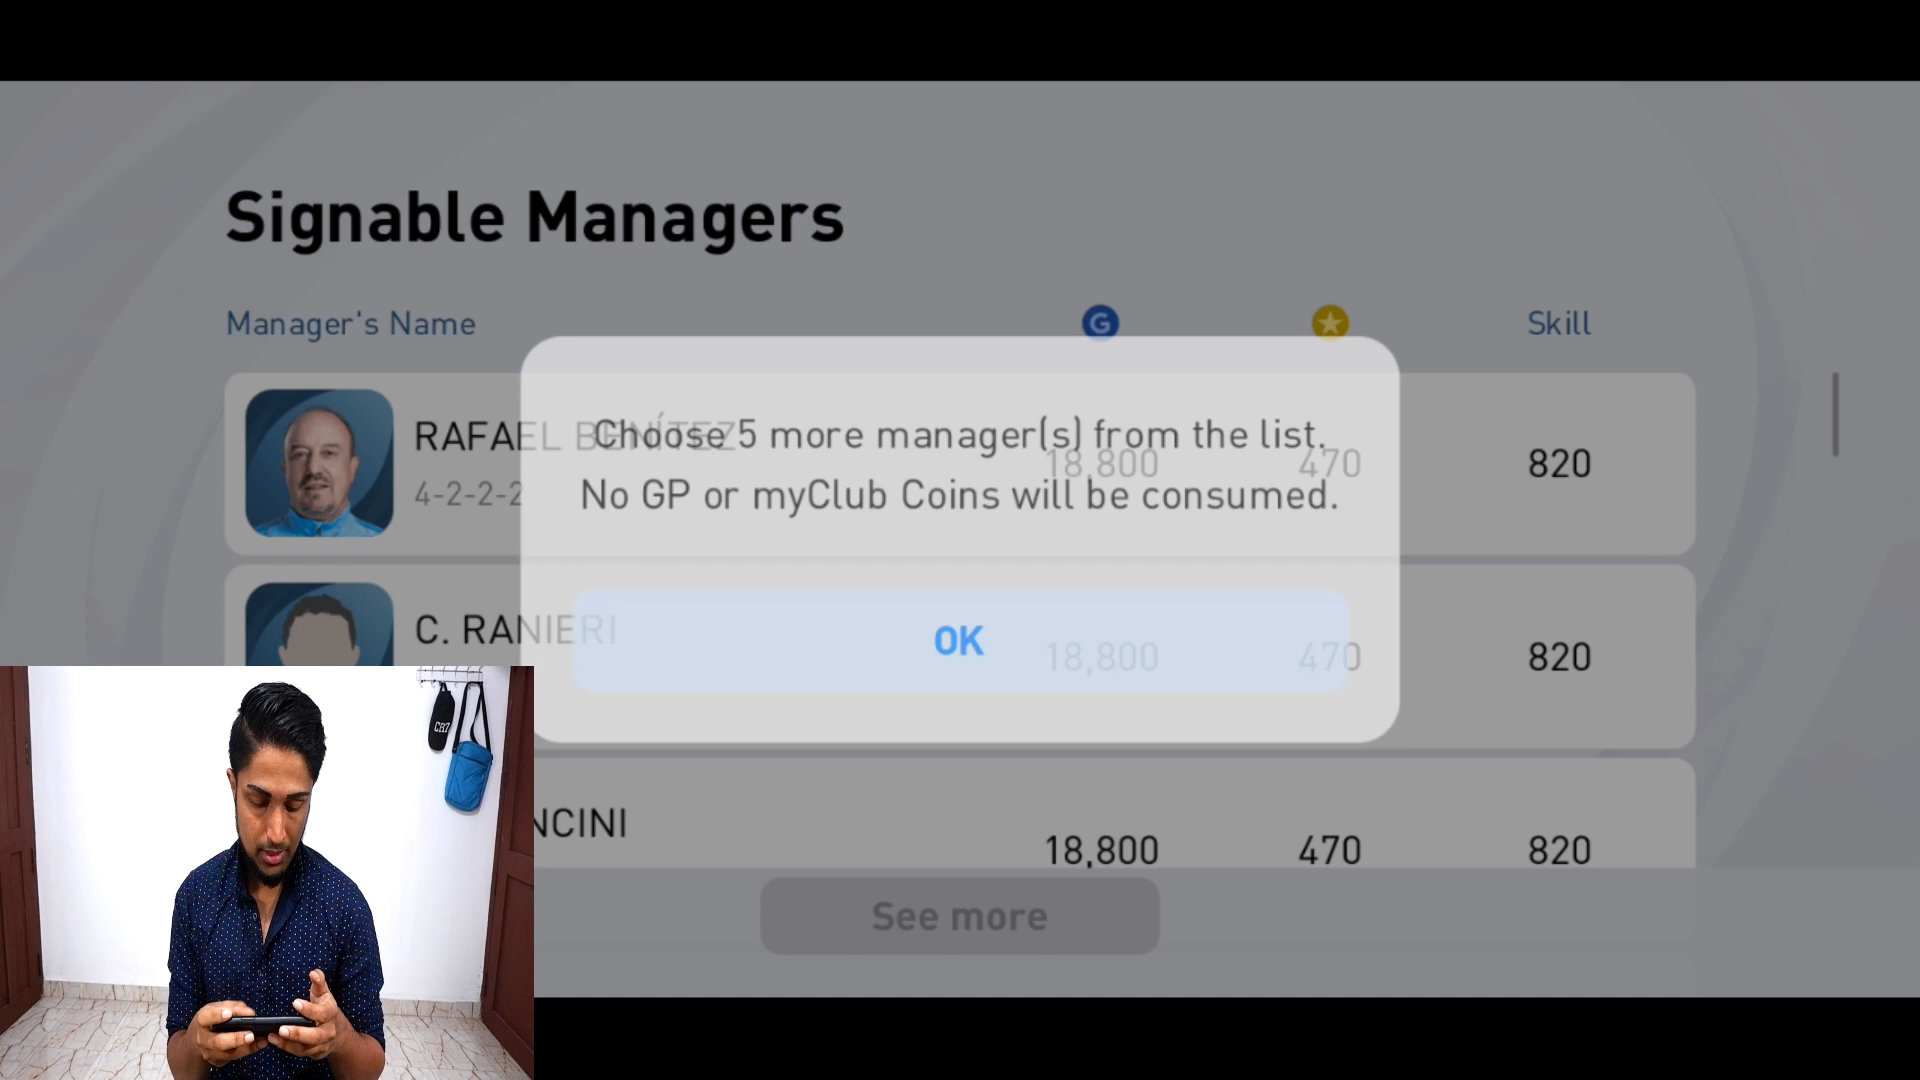 Signable Managers
Manager's Name
G
Skill
RAFAEL BENÍTEZ
4-2-2-2
18,800
470
820
Choose 5 more manager(s) from the list.
No GP or myClub Coins will be consumed.
C. RANIERI
18,800
470
820
OK
NCINI
18,800
470
820
See more
CR7